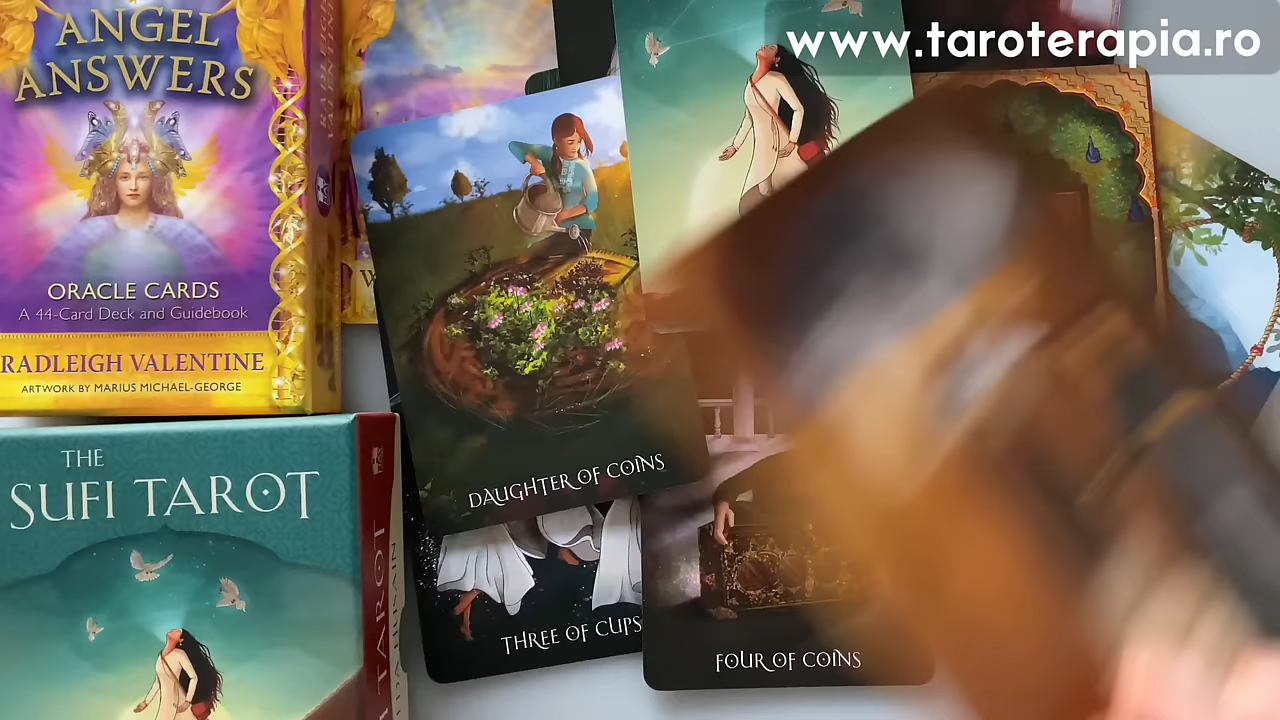 www.taroterapia.ro
ANGEL
ANSWERS
ORACLE CARDS
A 44-Card Deck and Guidebook
RADLEIGH VALENTINE
ARTWORK BY MARIUS MICHAEL-GEORGE
THE
SUFI TAROT
TAROT
DAUGHTER OF COINS
THREE OF CUPS
FOUR OF COINS